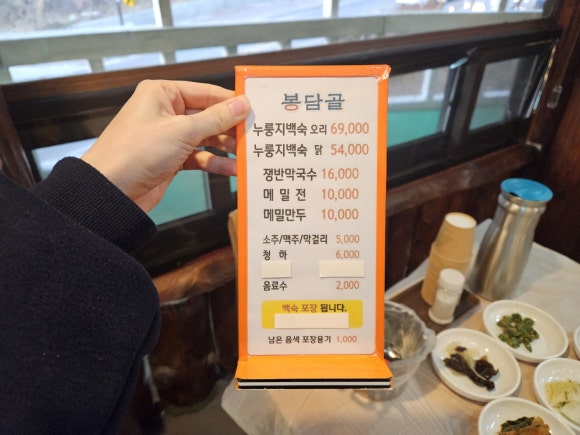 봉담골
누룽지백숙 오리 69,000
누룽지백숙 닭 54,000
쟁반막국수 16,000
메밀전 10,000
메밀만두 10,000
소주/맥주/막걸리 5,000
청하 6,000
음료수 2,000
백숙 포장 됩니다.
남은 음색 포장용기 1,000